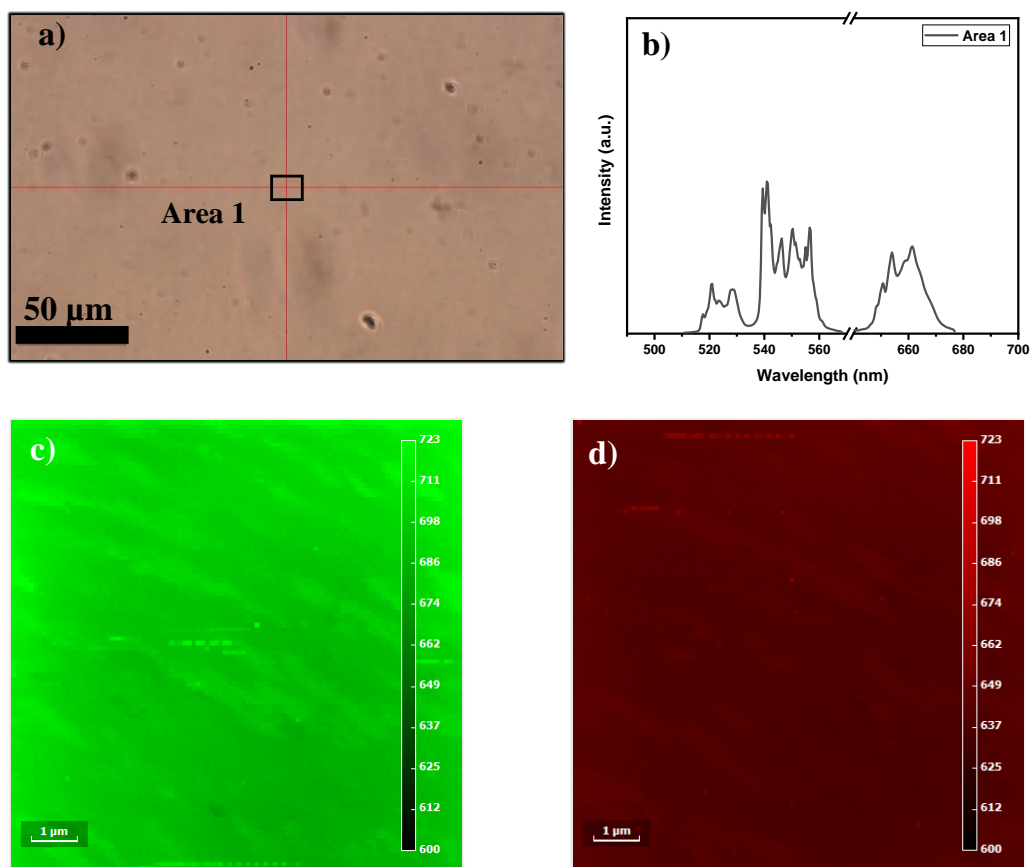 a)
Area 1
50 µm
b)
Area 1
Intensity (a.u.)
500 520 540 560 660 680 700
Wavelength (nm)
c)
723
711
698
686
674
662
649
637
625
612
600
1 µm
d)
723
711
698
686
674
662
649
637
625
612
600
1 µm